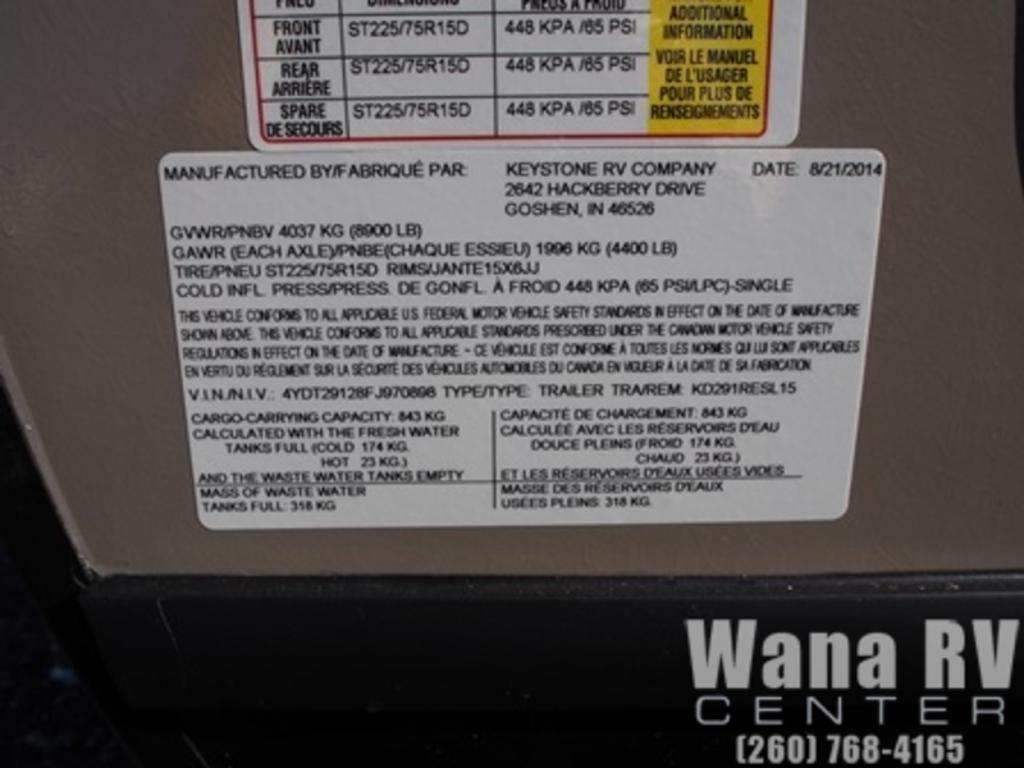 PNEU DIMENSIONS PNEUS À FROID
FRONT AVANT ST225/75R15D 448 KPA /65 PSI
REAR ARRIÈRE ST225/75R15D 448 KPA /65 PSI
SPARE DE SECOURS ST225/75R15D 448 KPA /65 PSI
ADDITIONAL
INFORMATION
VOIR LE MANUEL
DE L'USAGER
POUR PLUS DE
RENSEIGNEMENTS
MANUFACTURED BY/FABRIQUÉ PAR: KEYSTONE RV COMPANY DATE: 8/21/2014
2642 HACKBERRY DRIVE
GOSHEN, IN 46526
GVWR/PNBV 4037 KG (8900 LB)
GAWR (EACH AXLE)/PNBE(CHAQUE ESSIEU) 1996 KG (4400 LB)
TIRE/PNEU ST225/75R15D RIMS/JANTE15X6JJ
COLD INFL. PRESS/PRESS. DE GONFL. À FROID 448 KPA (65 PSI/LPC)-SINGLE
THIS VEHICLE CONFORMS TO ALL APPLICABLE U.S. FEDERAL MOTOR VEHICLE SAFETY STANDARDS IN EFFECT ON THE DATE OF MANUFACTURE
SHOWN ABOVE. THIS VEHICLE CONFORMS TO ALL APPLICABLE STANDARDS PRESCRIBED UNDER THE CANADIAN MOTOR VEHICLE SAFETY
REGULATIONS IN EFFECT ON THE DATE OF MANUFACTURE. - CE VÉHICULE EST CONFORME À TOUTES LES NORMES QUI LUI SONT APPLICABLES
EN VERTU DU RÉGLEMENT SUR LA SÉCURITÉ DES VÉHICULES AUTOMOBILES DU CANADA EN VIGUEUR À LA DATE DE SA FABRICATION.
V.I.N./N.I.V.: 4YDT29128FJ970898 TYPE/TYPE: TRAILER TRA/REM: KD291RESL15
CARGO-CARRYING CAPACITY: 843 KG
CALCULATED WITH THE FRESH WATER
TANKS FULL (COLD 174 KG.
HOT 23 KG.)
AND THE WASTE WATER TANKS EMPTY
MASS OF WASTE WATER
TANKS FULL: 318 KG
CAPACITÉ DE CHARGEMENT: 843 KG
CALCULÉE AVEC LES RÉSERVOIRS D'EAU
DOUCE PLEINS (FROID 174 KG.
CHAUD 23 KG.)
ET LES RÉSERVOIRS D'EAUX USÉES VIDES
MASSE DES RÉSERVOIRS D'EAUX
USÉES PLEINS: 318 KG.
Wana RV
CENTER
(260) 768-4165